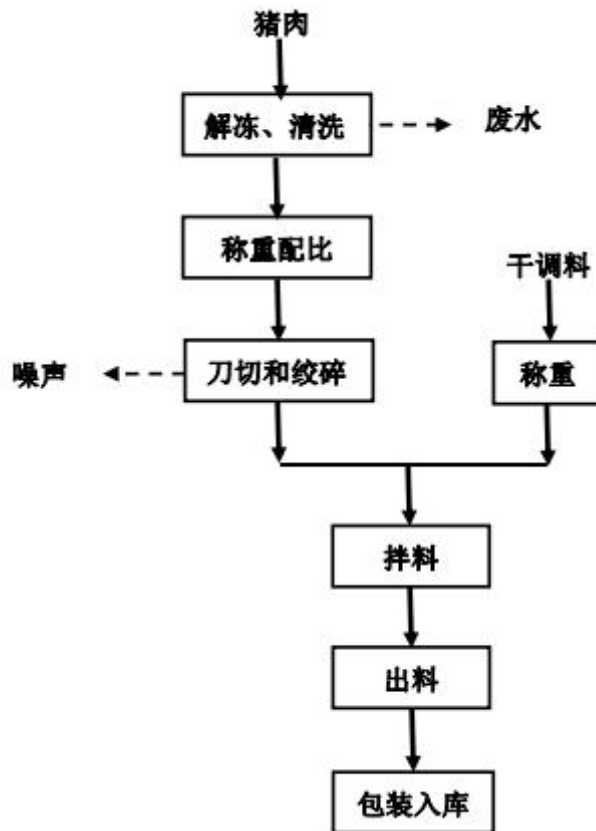 猪肉
解冻、清洗
废水
称重配比
干调料
噪声
刀切和绞碎
称重
拌料
出料
包装入库